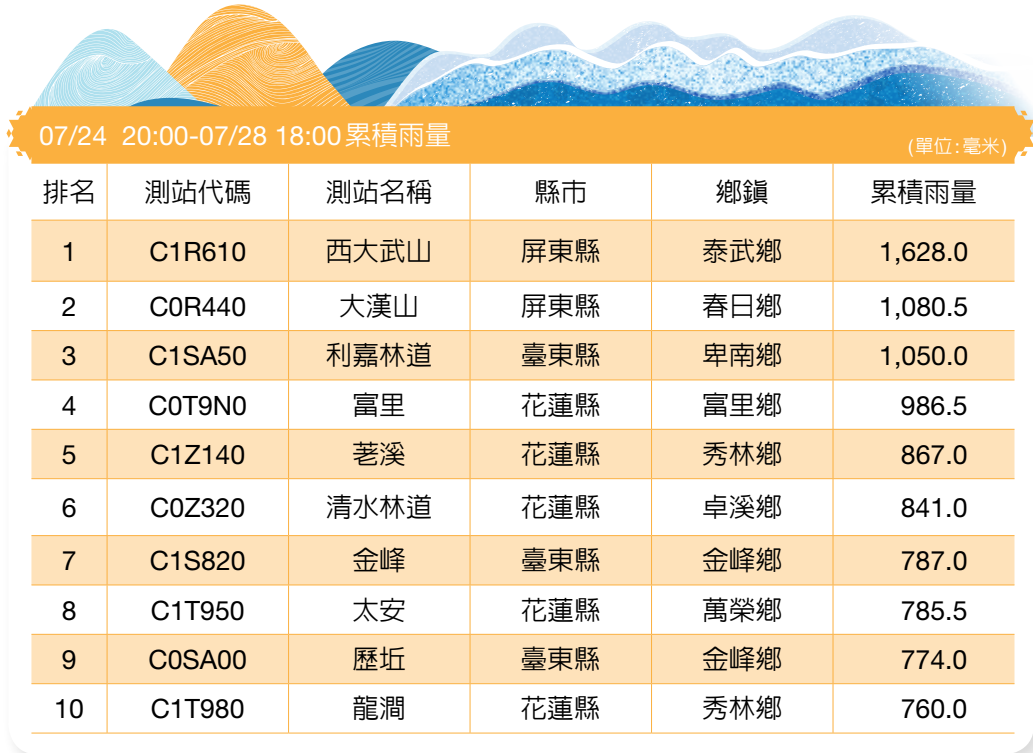 07/24 20:00-07/28 18:00累積雨量 (單位:毫米)
排名 測站代碼 測站名稱 縣市 鄉鎮 累積雨量
1 C1R610 西大武山 屏東縣 泰武鄉 1,628.0
2 C0R440 大漢山 屏東縣 春日鄉 1,080.5
3 C1SA50 利嘉林道 臺東縣 卑南鄉 1,050.0
4 C0T9N0 富里 花蓮縣 富里鄉 986.5
5 C1Z140 荖溪 花蓮縣 秀林鄉 867.0
6 C0Z320 清水林道 花蓮縣 卓溪鄉 841.0
7 C1S820 金峰 臺東縣 金峰鄉 787.0
8 C1T950 太安 花蓮縣 萬榮鄉 785.5
9 C0SA00 歷坵 臺東縣 金峰鄉 774.0
10 C1T980 龍澗 花蓮縣 秀林鄉 760.0